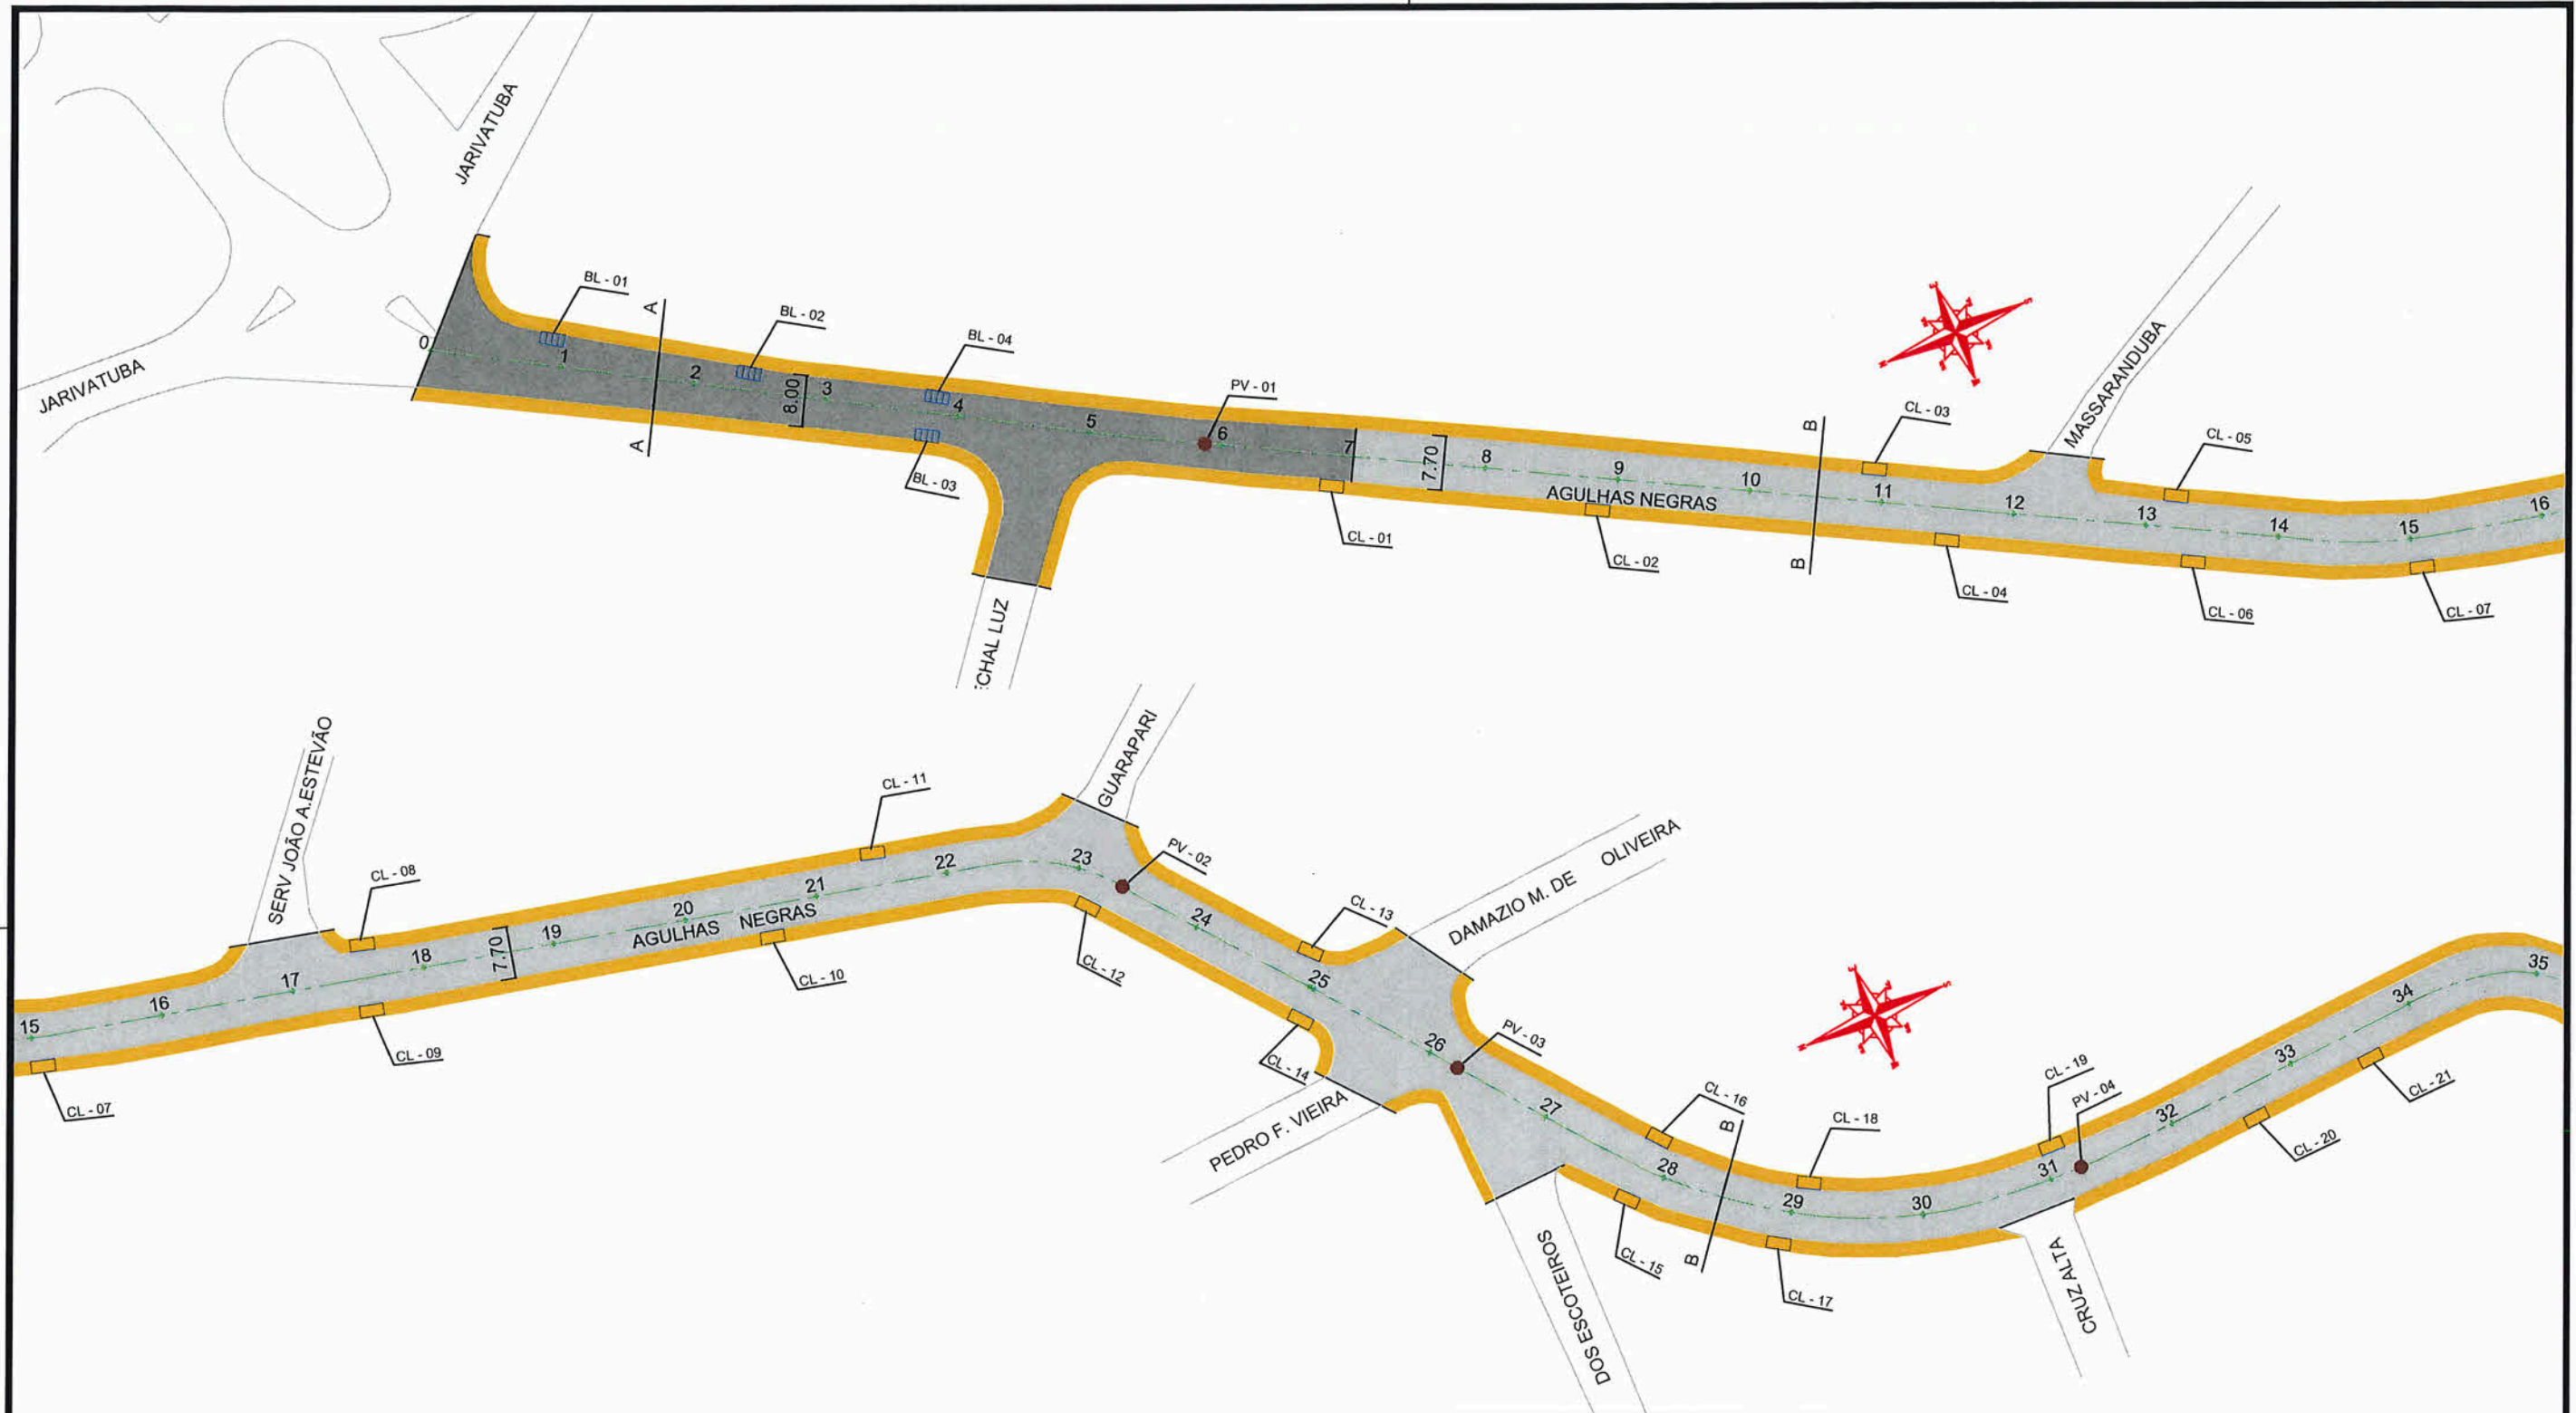 JARIVATUBA
JARIVATUBA
BL - 01
A
BL - 02
BL - 04
PV - 01
0
1
2
8.00
3
4
5
6
7
7.70
8
9
10
11
12
13
14
15
16
A
BL - 03
CL - 01
AGULHAS NEGRAS
CL - 02
B
B
CL - 03
CL - 04
MASSARANDUBA
CL - 05
CL - 06
CL - 07
CHAL LUZ
SERV JOÃO A.ESTEVÃO
CL - 08
CL - 11
GUARAPARI
PV - 02
15
16
17
18
7.70
19
20
21
22
23
24
25
26
27
28
29
30
31
32
33
34
35
AGULHAS NEGRAS
CL - 07
CL - 09
CL - 10
CL - 12
CL - 13
DAMAZIO M. DE OLIVEIRA
CL - 14
PEDRO F. VIEIRA
PV - 03
CL - 16
B
B
CL - 15
DOS ESCOTEIROS
CL - 18
CL - 17
CL - 19
PV - 04
CRUZ ALTA
CL - 20
CL - 21